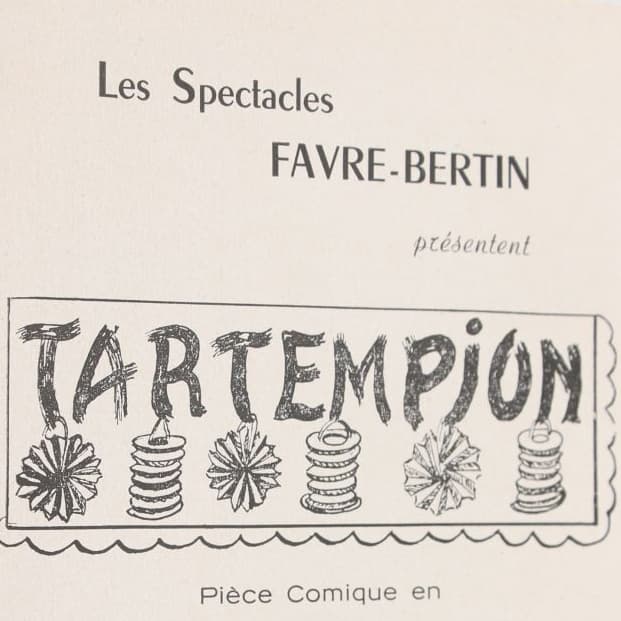 Les Spectacles
FAVRE-BERTIN
présentent
TARTEMPiON
Pièce Comique en